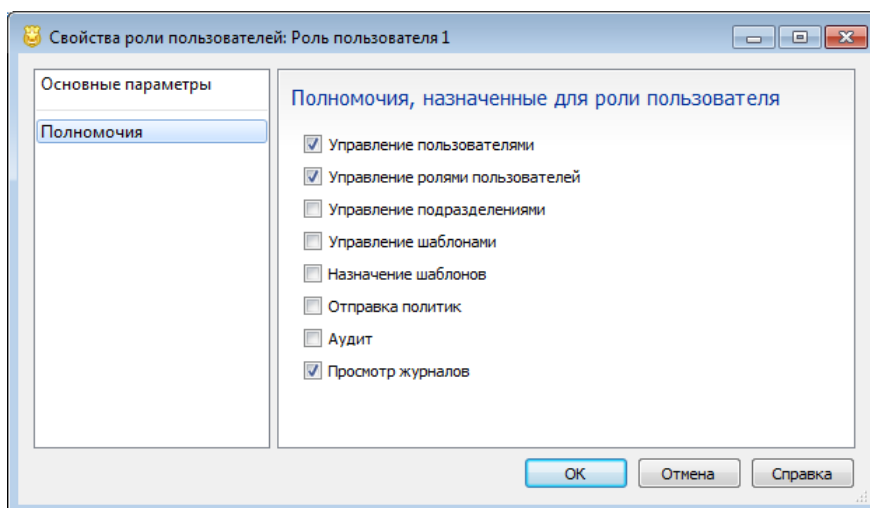 Свойства роли пользователей: Роль пользователя 1
Основные параметры
Полномочия
Полномочия, назначенные для роли пользователя
Управление пользователями
Управление ролями пользователей
Управление подразделениями
Управление шаблонами
Назначение шаблонов
Отправка политик
Аудит
Просмотр журналов
ОК
Отмена
Справка